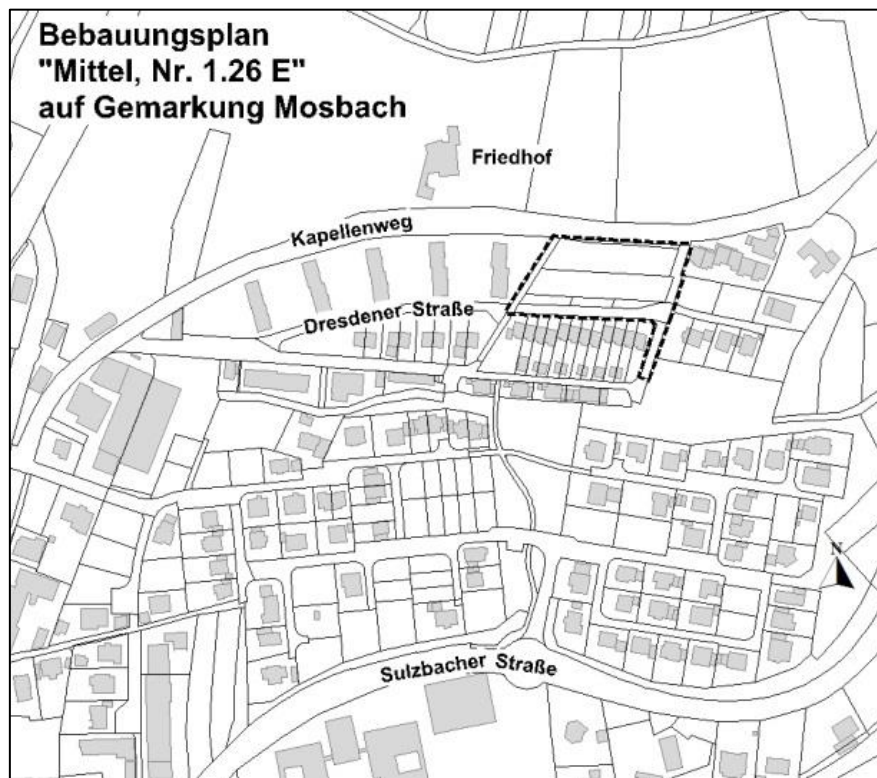 Bebauungsplan
"Mittel, Nr. 1.26 E"
auf Gemarkung Mosbach
Friedhof
Kapellenweg
Dresdener Straße
N
Sulzbacher Straße